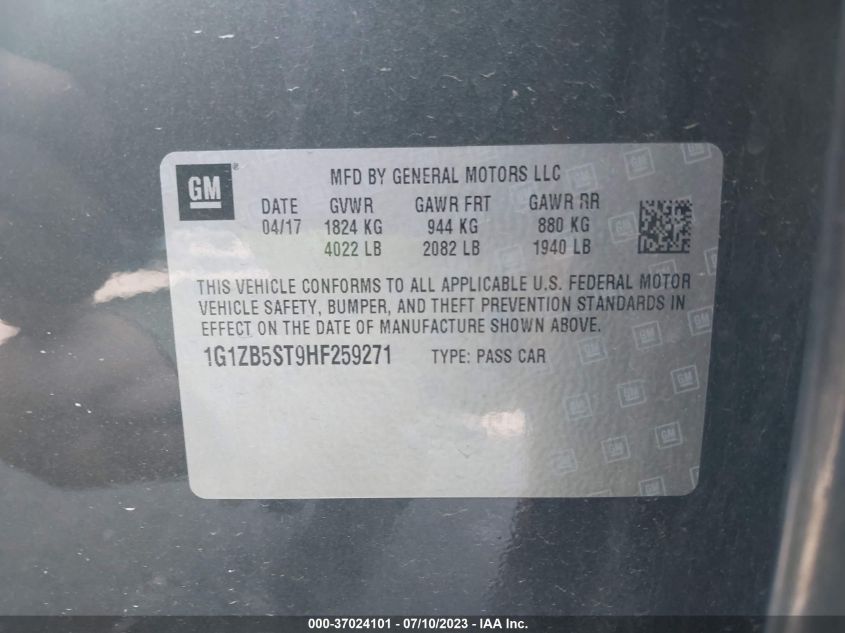 GM ®
MFD BY GENERAL MOTORS LLC
DATE GVWR GAWR FRT GAWR RR
04/17 1824 KG 944 KG 880 KG
4022 LB 2082 LB 1940 LB
THIS VEHICLE CONFORMS TO ALL APPLICABLE U.S. FEDERAL MOTOR
VEHICLE SAFETY, BUMPER, AND THEFT PREVENTION STANDARDS IN
EFFECT ON THE DATE OF MANUFACTURE SHOWN ABOVE.
1G1ZB5ST9HF259271 TYPE: PASS CAR
000-37024101 - 07/10/2023 - IAA Inc.